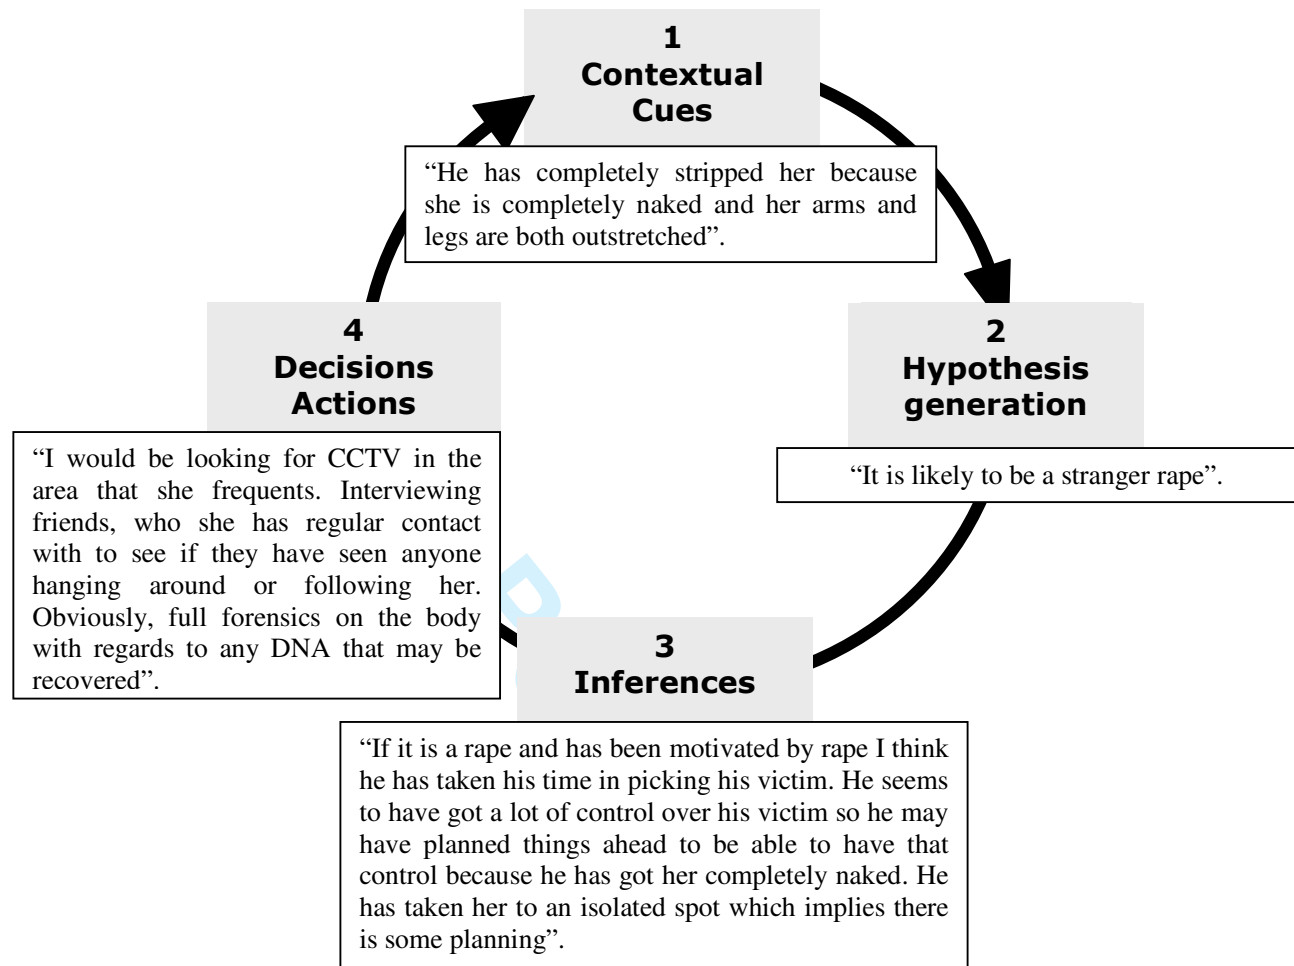 1
Contextual
Cues
“He has completely stripped her because
she is completely naked and her arms and
legs are both outstretched”.
2
Hypothesis
generation
“It is likely to be a stranger rape”.
3
Inferences
“If it is a rape and has been motivated by rape I think
he has taken his time in picking his victim. He seems
to have got a lot of control over his victim so he may
have planned things ahead to be able to have that
control because he has got her completely naked. He
has taken her to an isolated spot which implies there
is some planning”.
4
Decisions
Actions
“I would be looking for CCTV in the
area that she frequents. Interviewing
friends, who she has regular contact
with to see if they have seen anyone
hanging around or following her.
Obviously, full forensics on the body
with regards to any DNA that may be
recovered”.